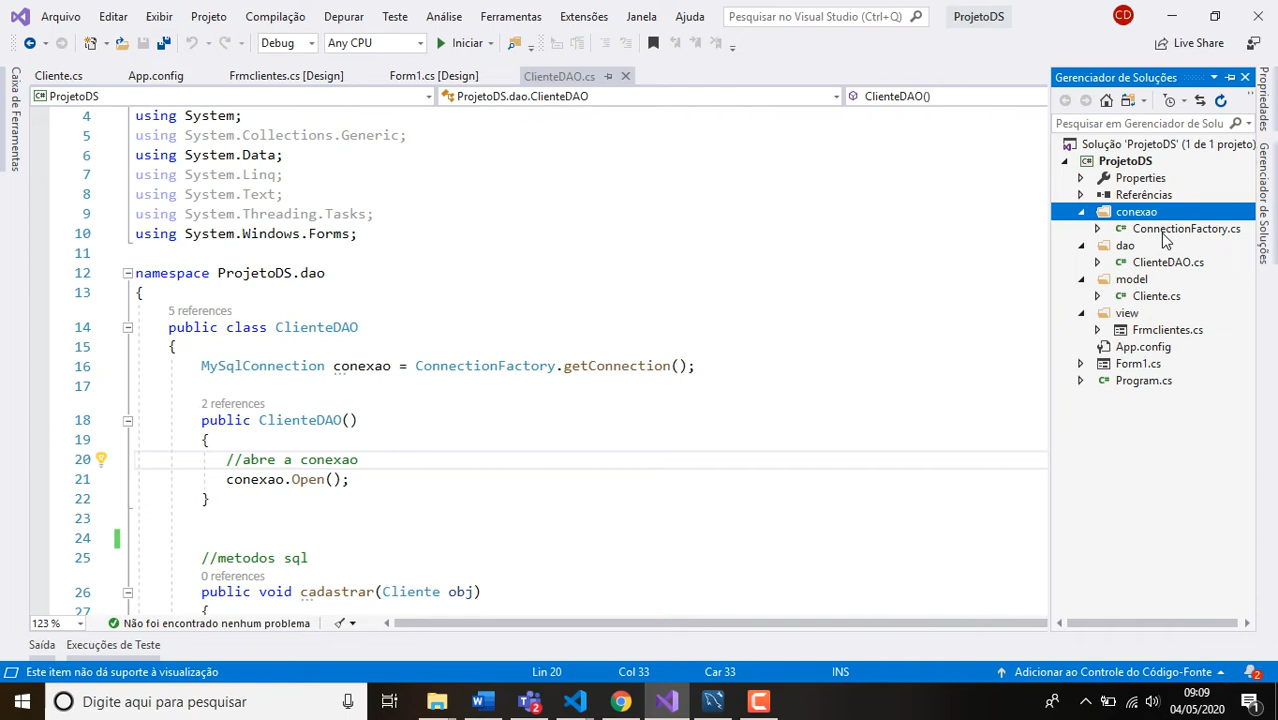 Arquivo Editar Exibir Projeto Compilação Depurar Teste Análise Ferramentas Extensões Janela Ajuda Pesquisar no Visual Studio (Ctrl+Q) ProjetoDS CD
Debug Any CPU Iniciar Live Share
Cliente.cs App.config Frmclientes.cs [Design] Form1.cs [Design] ClienteDAO.cs
ProjetoDS ProjetoDS.dao.ClienteDAO ClienteDAO()
Caixa de Ferramentas
4 using System;
5 using System.Collections.Generic;
6 using System.Data;
7 using System.Linq;
8 using System.Text;
9 using System.Threading.Tasks;
10 using System.Windows.Forms;
11
12 namespace ProjetoDS.dao
13 {
5 references
14 public class ClienteDAO
15 {
16 MySqlConnection conexao = ConnectionFactory.getConnection();
17
2 references
18 public ClienteDAO()
19 {
20 //abre a conexao
21 conexao.Open();
22 }
23
24
25 //metodos sql
0 references
26 public void cadastrar(Cliente obj)
27 {
123 % Não foi encontrado nenhum problema
Gerenciador de Soluções
Pesquisar em Gerenciador de Solu
Solução 'ProjetoDS' (1 de 1 projeto)
ProjetoDS
Properties
Referências
conexao
ConnectionFactory.cs
dao
ClienteDAO.cs
model
Cliente.cs
view
Frmclientes.cs
App.config
Form1.cs
Program.cs
Propriedades
Gerenciador de Soluções
Saída Execuções de Teste
Este item não dá suporte à visualização Lin 20 Col 33 Car 33 INS Adicionar ao Controle do Código-Fonte 2
Digite aqui para pesquisar 2 09:09
04/05/2020 1